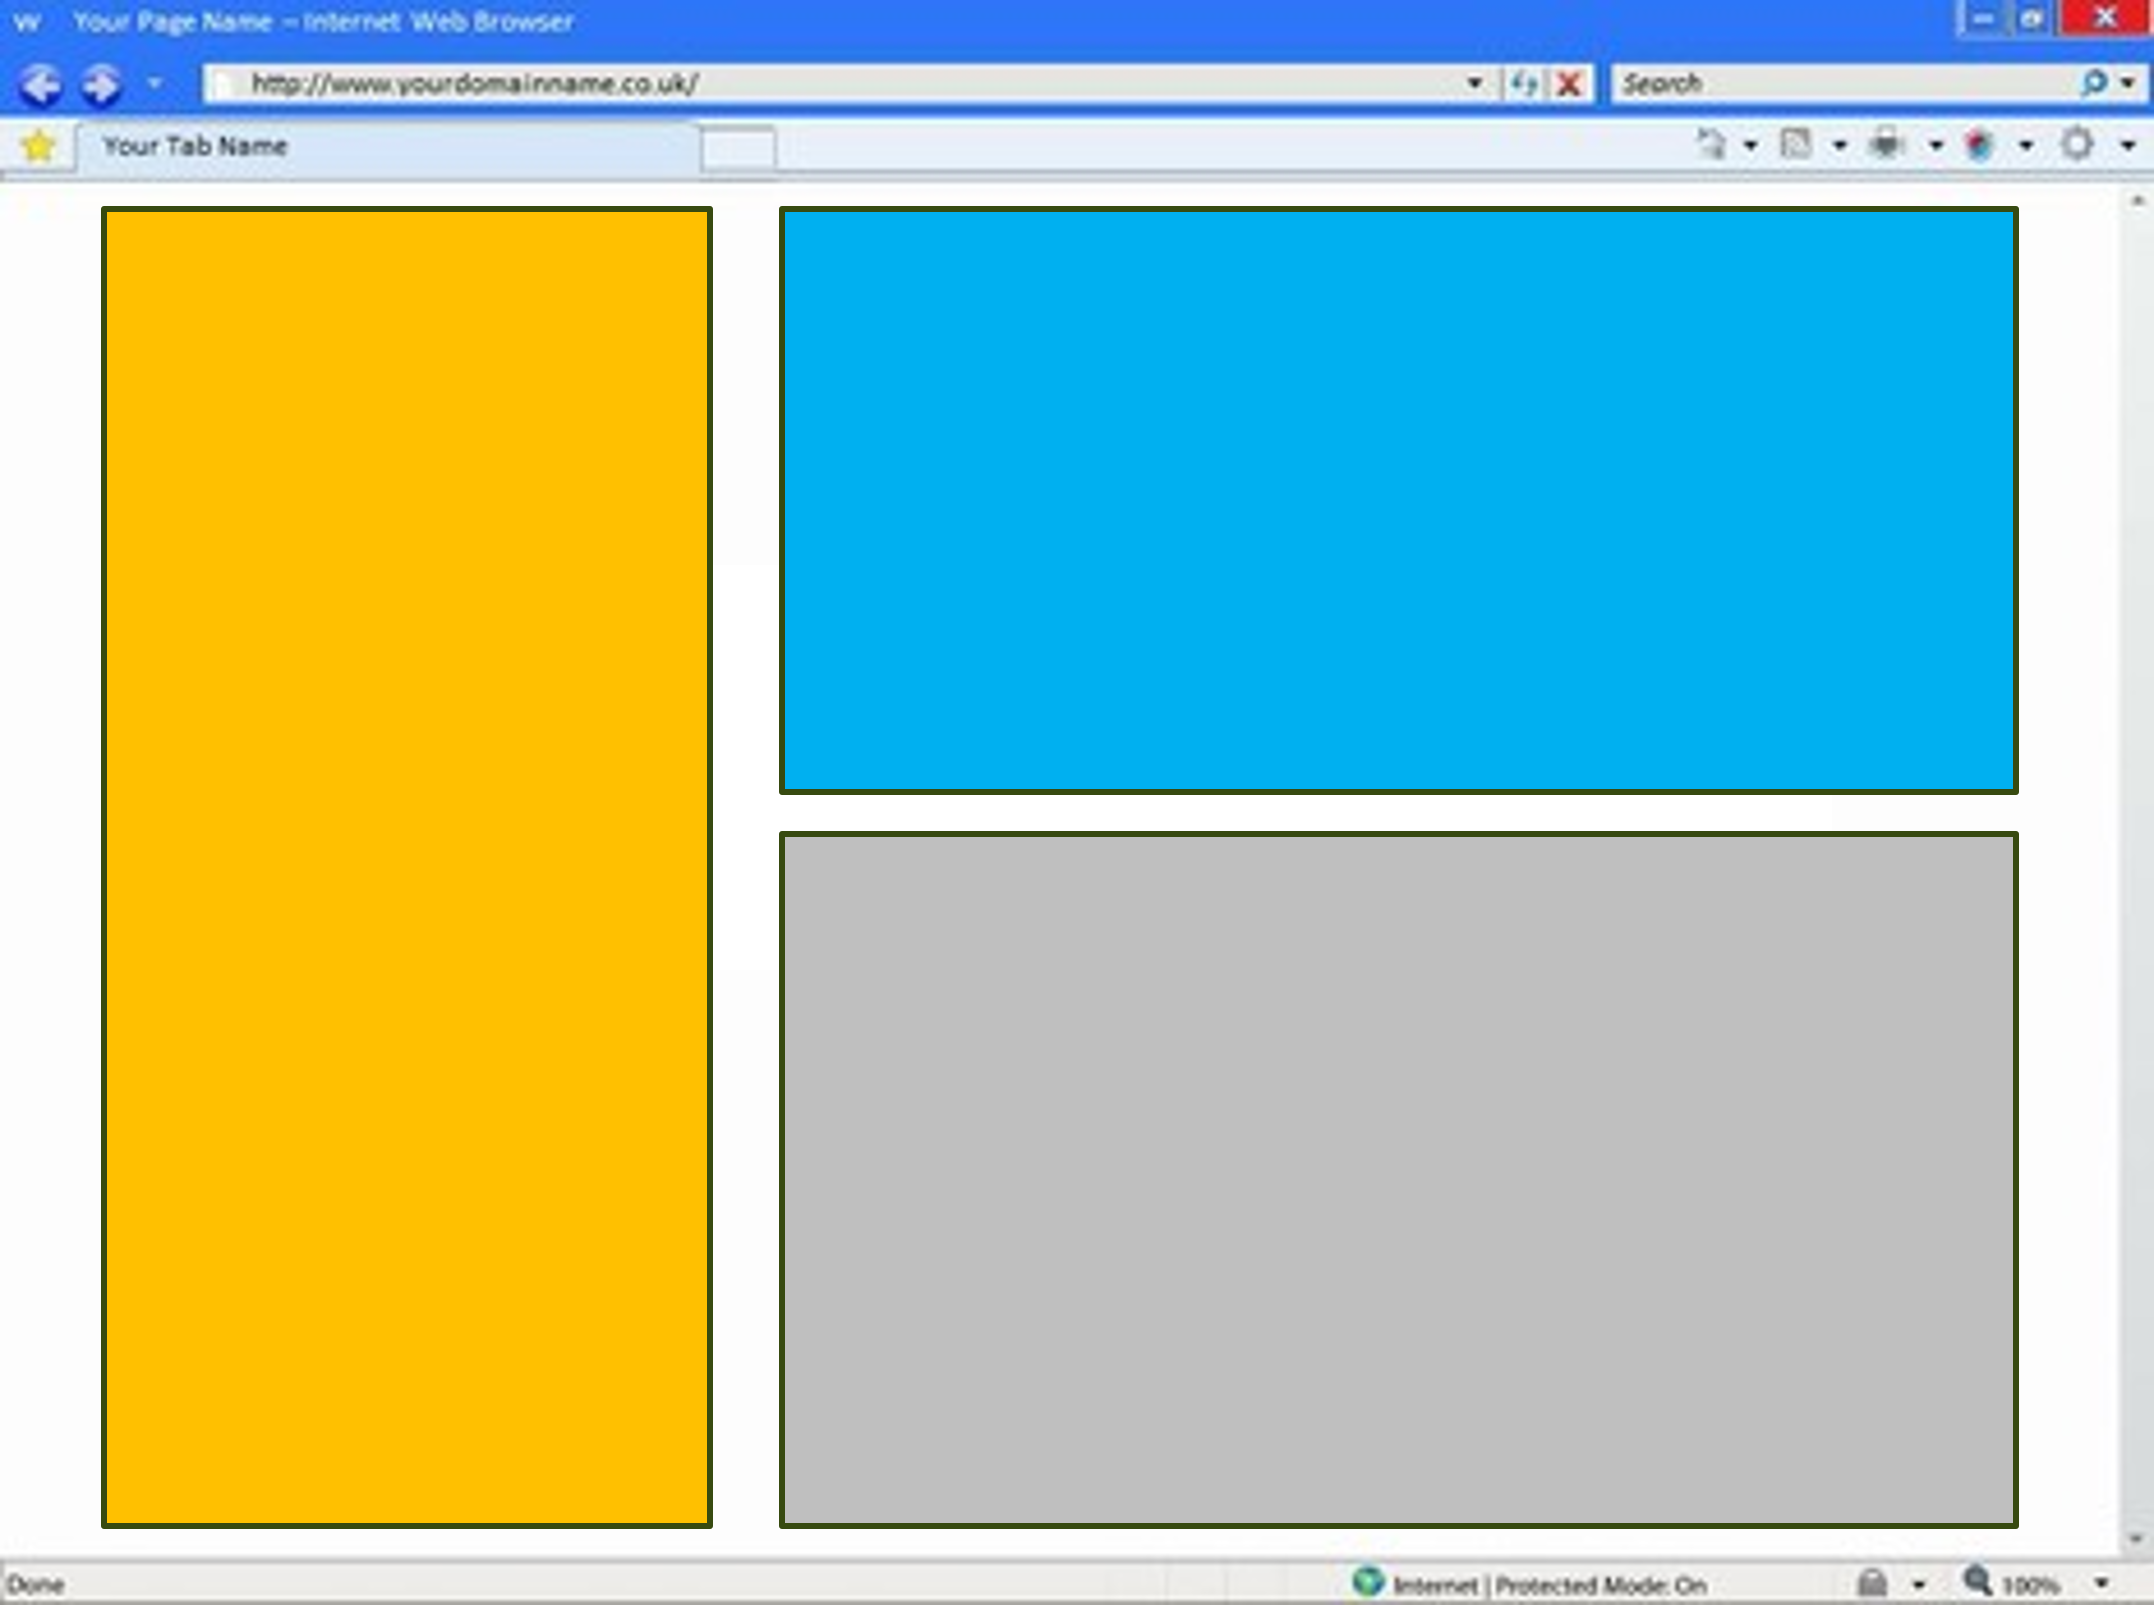 Your Page Name – Internet Web Browser
http://www.yourdomainname.co.uk/
Search
Your Tab Name
Done
Internet | Protected Mode: On
100%